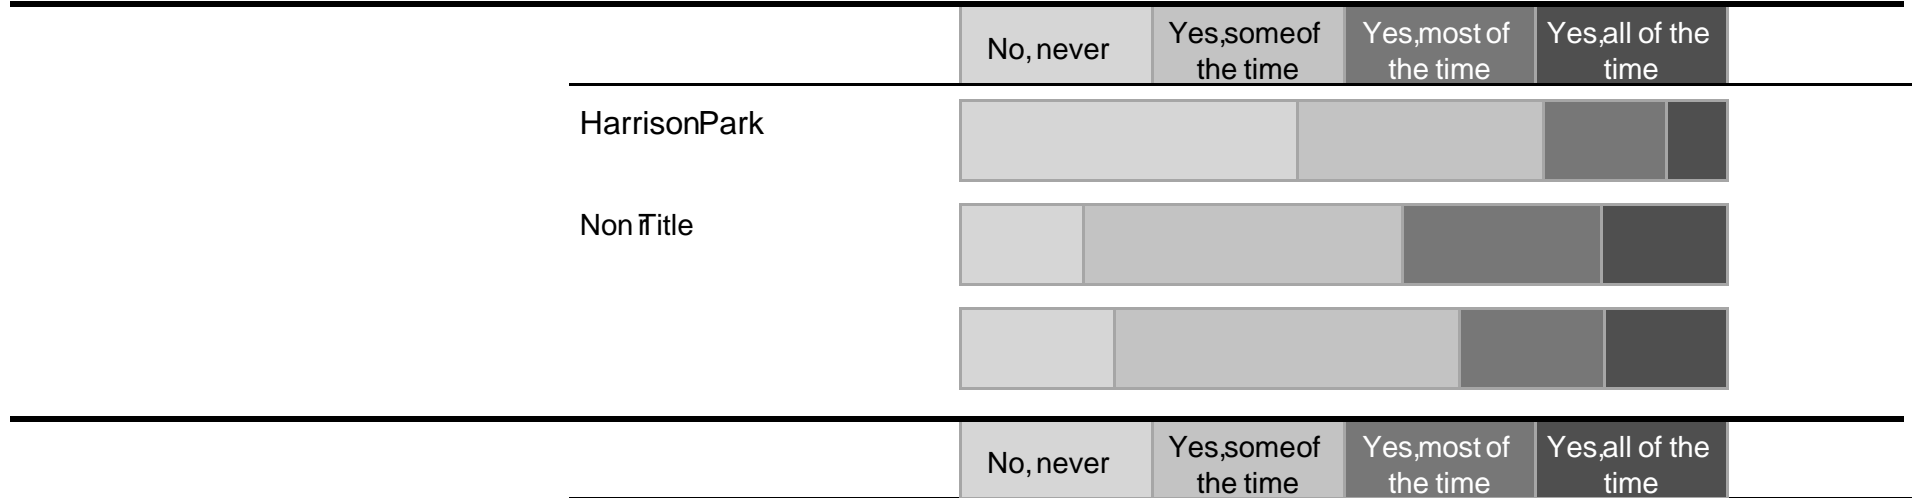 No, never
Yes,someof
the time
Yes,most of
the time
Yes,all of the
time
HarrisonPark
Title
No, never
Yes,someof
the time
Yes,most of
the time
Yes,all of the
time